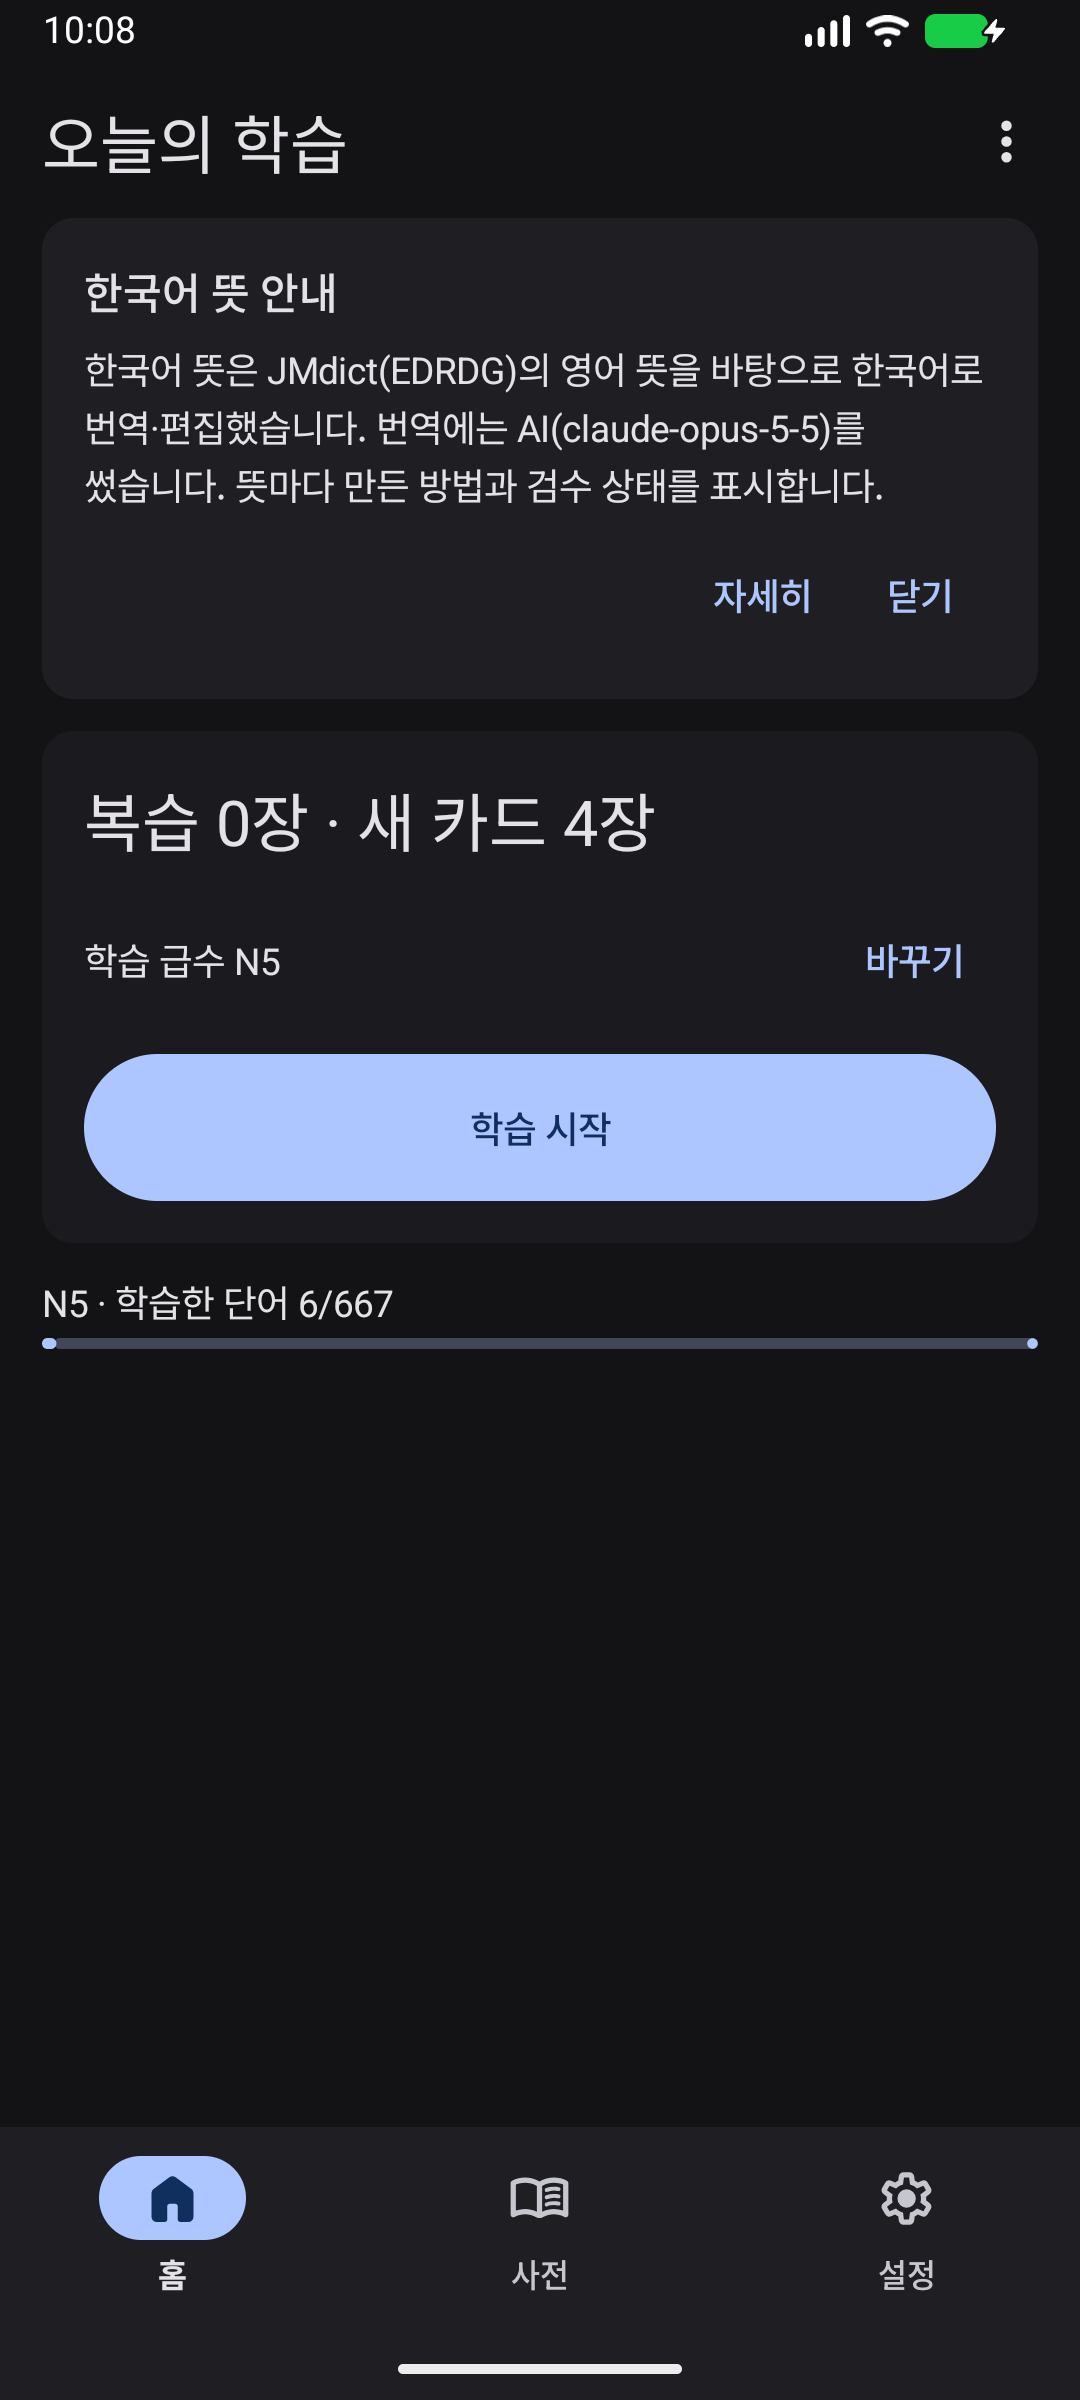 10:08
오늘의 학습
한국어 뜻 안내
한국어 뜻은 JMdict(EDRDG)의 영어 뜻을 바탕으로 한국어로
번역·편집했습니다. 번역에는 AI(claude-opus-5-5)를
썼습니다. 뜻마다 만든 방법과 검수 상태를 표시합니다.
자세히 닫기
복습 0장 · 새 카드 4장
학습 급수 N5 바꾸기
학습 시작
N5 · 학습한 단어 6/667
홈 사전 설정